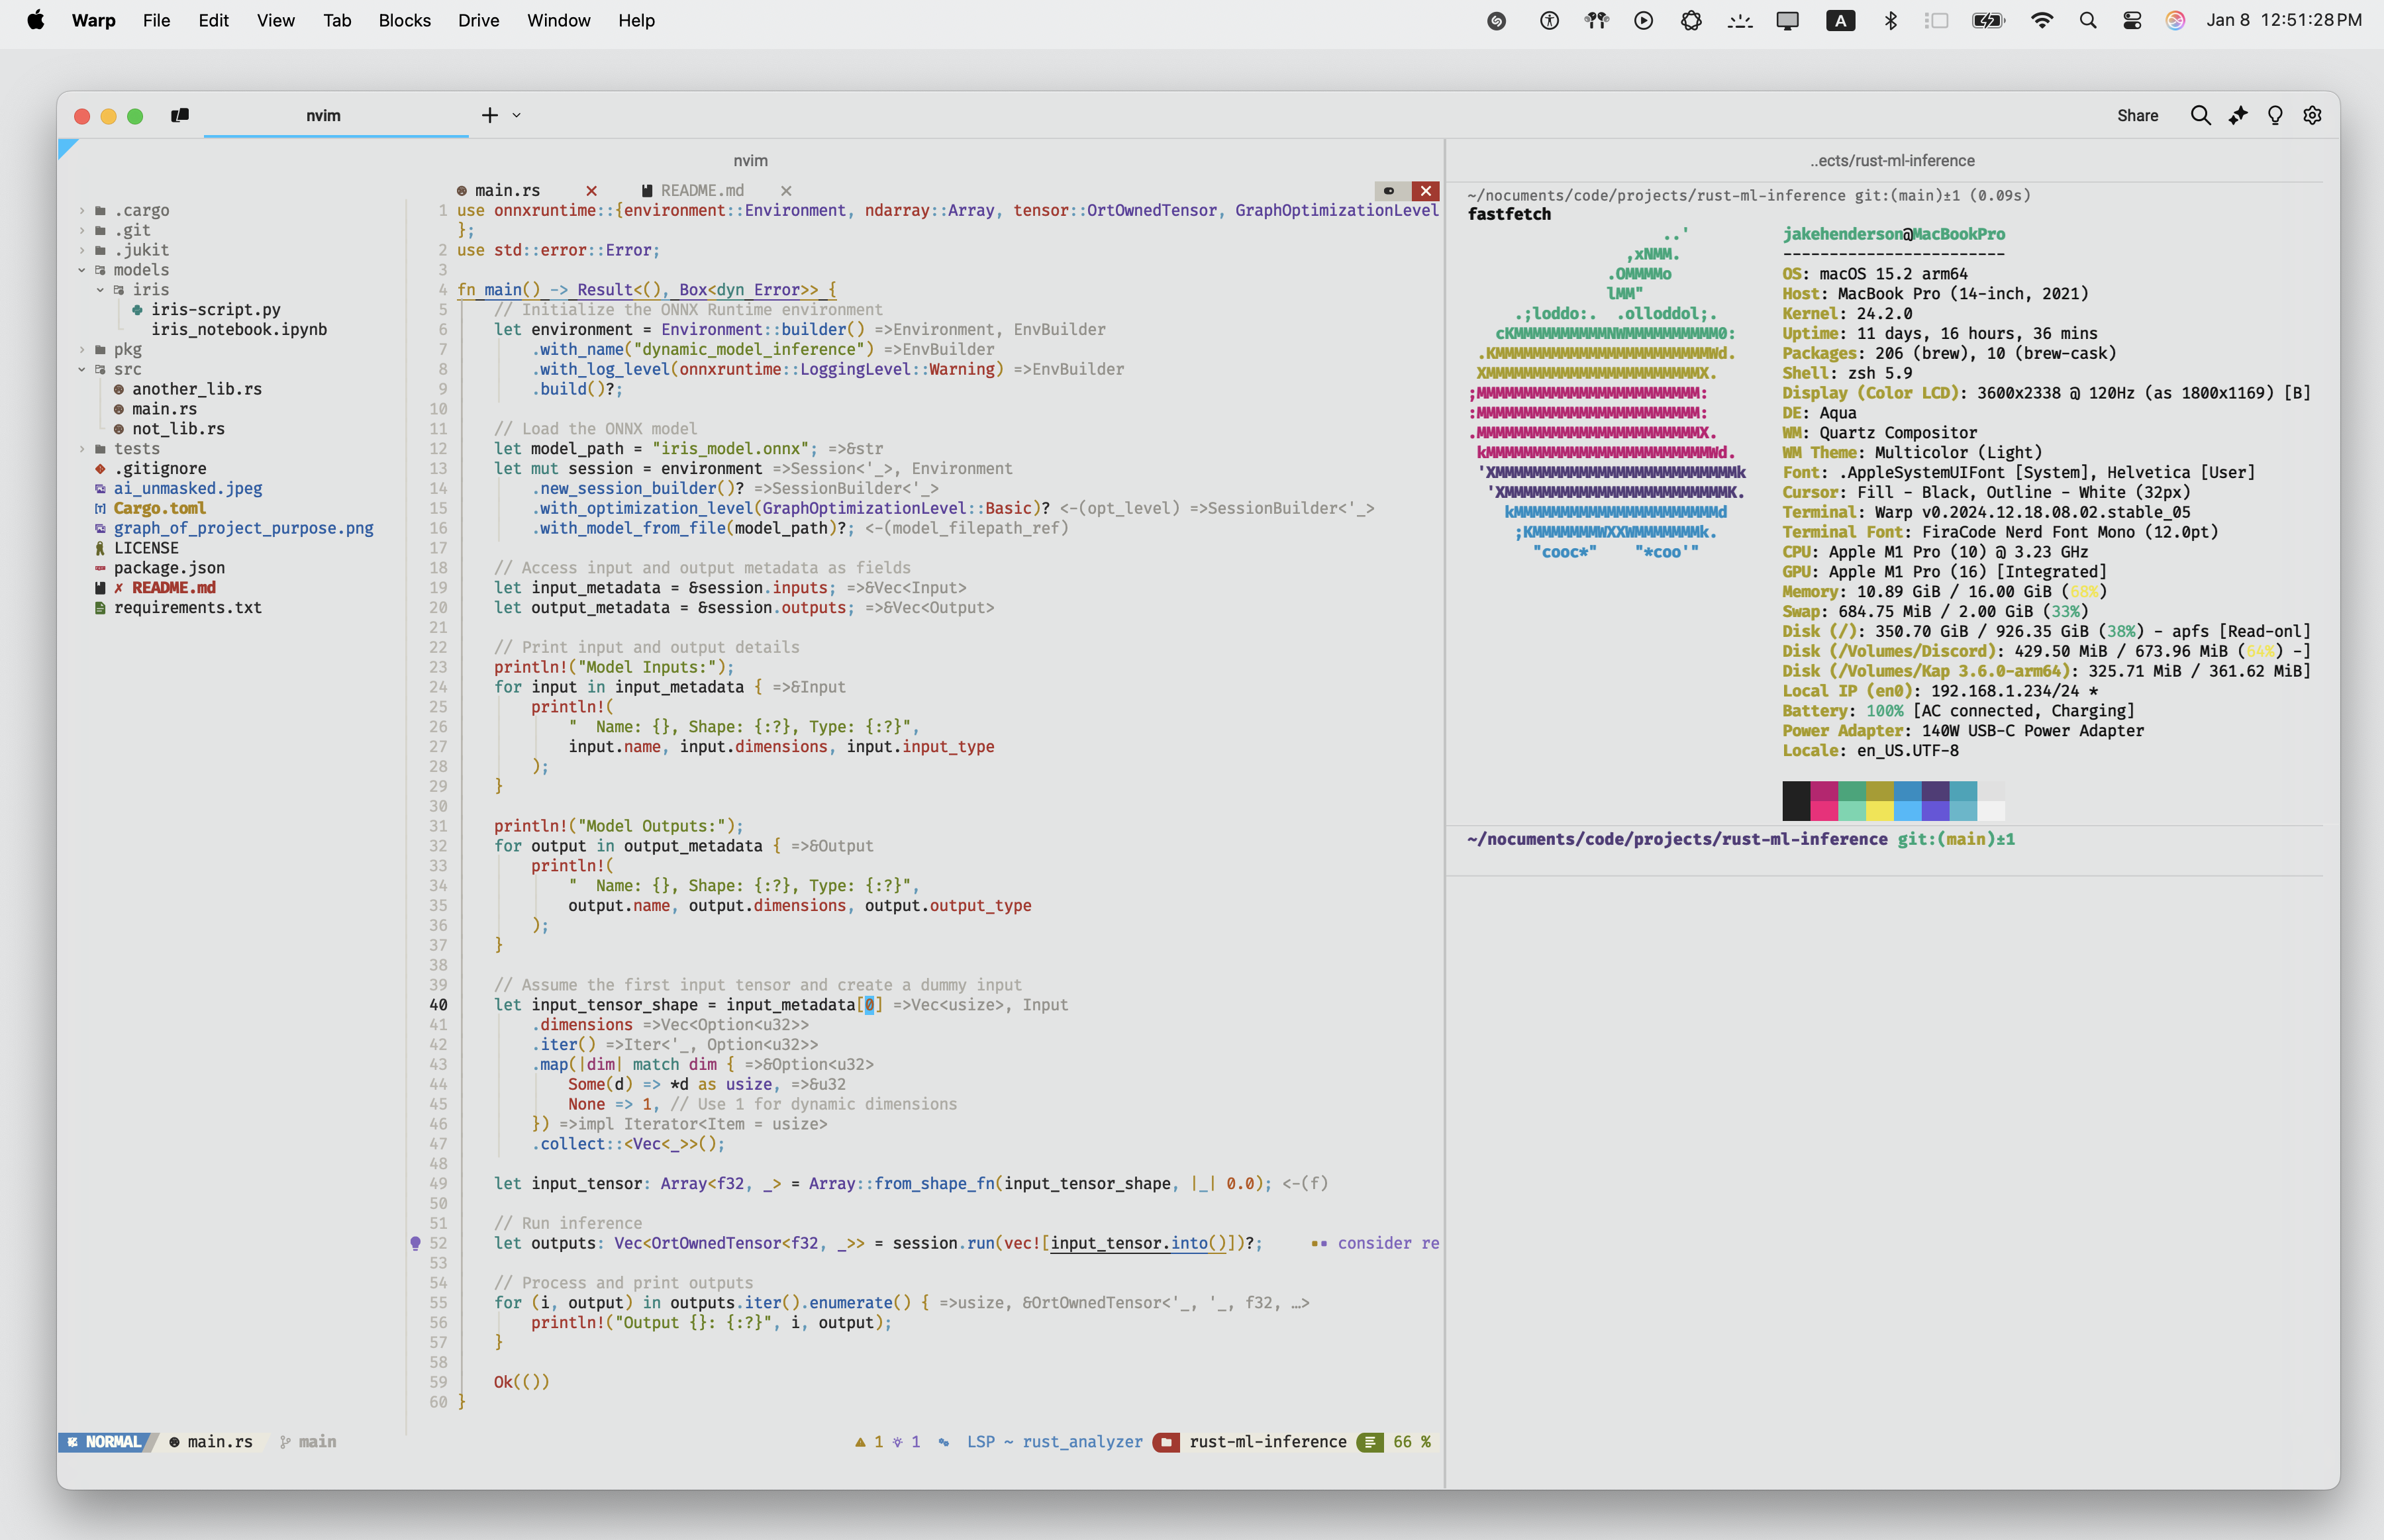 Warp File Edit View Tab Blocks Drive Window Help
A
Jan 8 12:51:28 PM
nvim
Share
nvim
main.rs
README.md
.cargo
.git
.jukit
models
iris
iris-script.py
iris_notebook.ipynb
pkg
src
another_lib.rs
main.rs
not_lib.rs
tests
.gitignore
ai_unmasked.jpeg
Cargo.toml
graph_of_project_purpose.png
LICENSE
package.json
✗ README.md
requirements.txt
1 use onnxruntime::{environment::Environment, ndarray::Array, tensor::OrtOwnedTensor, GraphOptimizationLevel
};
2 use std::error::Error;
3
4 fn main() -> Result<(), Box<dyn Error>> {
5 // Initialize the ONNX Runtime environment
6 let environment = Environment::builder() =>Environment, EnvBuilder
7 .with_name("dynamic_model_inference") =>EnvBuilder
8 .with_log_level(onnxruntime::LoggingLevel::Warning) =>EnvBuilder
9 .build()?;
10
11 // Load the ONNX model
12 let model_path = "iris_model.onnx"; =>&str
13 let mut session = environment =>Session<'_>, Environment
14 .new_session_builder()? =>SessionBuilder<'_>
15 .with_optimization_level(GraphOptimizationLevel::Basic)? <-(opt_level) =>SessionBuilder<'_>
16 .with_model_from_file(model_path)?; <-(model_filepath_ref)
17
18 // Access input and output metadata as fields
19 let input_metadata = &session.inputs; =>&Vec<Input>
20 let output_metadata = &session.outputs; =>&Vec<Output>
21
22 // Print input and output details
23 println!("Model Inputs:");
24 for input in input_metadata { =>&Input
25 println!(
26 "  Name: {}, Shape: {:?}, Type: {:?}",
27 input.name, input.dimensions, input.input_type
28 );
29 }
30
31 println!("Model Outputs:");
32 for output in output_metadata { =>&Output
33 println!(
34 "  Name: {}, Shape: {:?}, Type: {:?}",
35 output.name, output.dimensions, output.output_type
36 );
37 }
38
39 // Assume the first input tensor and create a dummy input
40 let input_tensor_shape = input_metadata[0] =>Vec<usize>, Input
41 .dimensions =>Vec<Option<u32>>
42 .iter() =>Iter<'_, Option<u32>>
43 .map(|dim| match dim { =>&Option<u32>
44 Some(d) => *d as usize, =>&u32
45 None => 1, // Use 1 for dynamic dimensions
46 }) =>impl Iterator<Item = usize>
47 .collect::<Vec<_>>();
48
49 let input_tensor: Array<f32, _> = Array::from_shape_fn(input_tensor_shape, |_| 0.0); <-(f)
50
51 // Run inference
52 let outputs: Vec<OrtOwnedTensor<f32, _>> = session.run(vec![input_tensor.into()])?; consider re
53
54 // Process and print outputs
55 for (i, output) in outputs.iter().enumerate() { =>usize, &OrtOwnedTensor<'_, '_, f32, …>
56 println!("Output {}: {:?}", i, output);
57 }
58
59 Ok(())
60 }
NORMAL main.rs main
1 1 LSP ~ rust_analyzer rust-ml-inference 66 %
..ects/rust-ml-inference
~/nocuments/code/projects/rust-ml-inference git:(main)±1 (0.09s)
fastfetch
..'
,xNMM.
.OMMMMo
lMM"
.;loddo:.  .olloddol;.
cKMMMMMMMMMMNWMMMMMMMMMM0:
.KMMMMMMMMMMMMMMMMMMMMMMMWd.
XMMMMMMMMMMMMMMMMMMMMMMMX.
;MMMMMMMMMMMMMMMMMMMMMMMM:
:MMMMMMMMMMMMMMMMMMMMMMMM:
.MMMMMMMMMMMMMMMMMMMMMMMMX.
kMMMMMMMMMMMMMMMMMMMMMMMMWd.
'XMMMMMMMMMMMMMMMMMMMMMMMMMMk
'XMMMMMMMMMMMMMMMMMMMMMMMMK.
kMMMMMMMMMMMMMMMMMMMMMMd
;KMMMMMMMWXXWMMMMMMMk.
"cooc*"    "*coo'"
jakehenderson@MacBookPro
------------------------
OS: macOS 15.2 arm64
Host: MacBook Pro (14-inch, 2021)
Kernel: 24.2.0
Uptime: 11 days, 16 hours, 36 mins
Packages: 206 (brew), 10 (brew-cask)
Shell: zsh 5.9
Display (Color LCD): 3600x2338 @ 120Hz (as 1800x1169) [B]
DE: Aqua
WM: Quartz Compositor
WM Theme: Multicolor (Light)
Font: .AppleSystemUIFont [System], Helvetica [User]
Cursor: Fill - Black, Outline - White (32px)
Terminal: Warp v0.2024.12.18.08.02.stable_05
Terminal Font: FiraCode Nerd Font Mono (12.0pt)
CPU: Apple M1 Pro (10) @ 3.23 GHz
GPU: Apple M1 Pro (16) [Integrated]
Memory: 10.89 GiB / 16.00 GiB (68%)
Swap: 684.75 MiB / 2.00 GiB (33%)
Disk (/): 350.70 GiB / 926.35 GiB (38%) - apfs [Read-onl]
Disk (/Volumes/Discord): 429.50 MiB / 673.96 MiB (64%) -]
Disk (/Volumes/Kap 3.6.0-arm64): 325.71 MiB / 361.62 MiB]
Local IP (en0): 192.168.1.234/24 *
Battery: 100% [AC connected, Charging]
Power Adapter: 140W USB-C Power Adapter
Locale: en_US.UTF-8
~/nocuments/code/projects/rust-ml-inference git:(main)±1